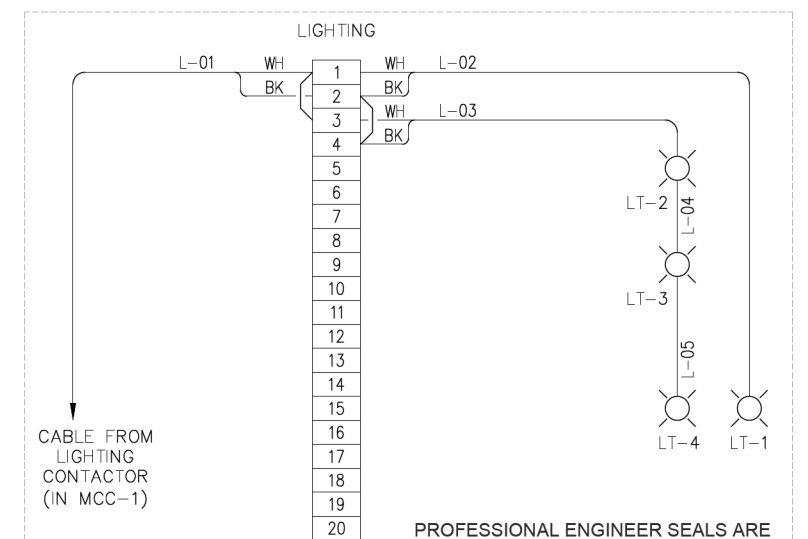 LIGHTING
L-01 WH 1 WH L-02
BK 2 BK
3 WH L-03
4 BK
5
6
LT-2 L-04
7
8
9
10
LT-3
11
12
13
L-05
14
15
CABLE FROM 16 LT-4 LT-1
LIGHTING 17
CONTACTOR 18
(IN MCC-1) 19
20 PROFESSIONAL ENGINEER SEALS ARE